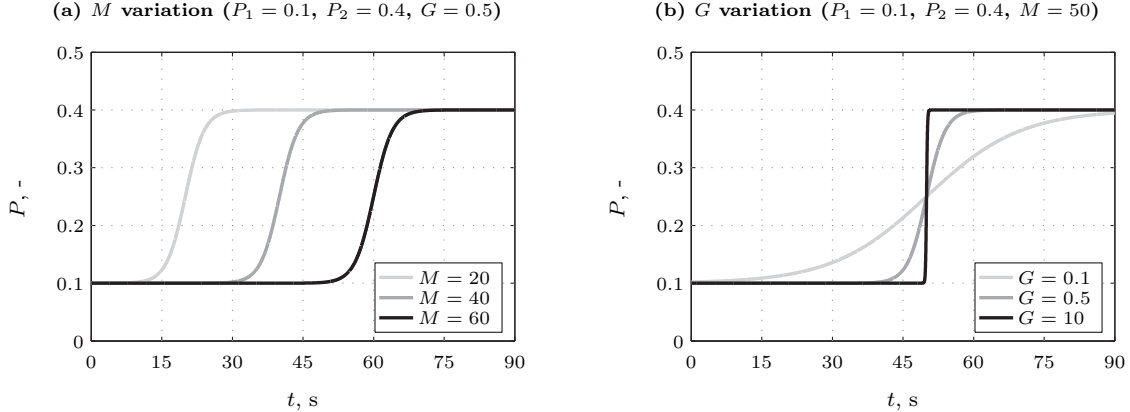 (a) M variation (P₁ = 0.1, P₂ = 0.4, G = 0.5)
0.5
0.4
0.3
0.2
0.1
0
P, -
0 15 30 45 60 75 90
t, s
M = 20
M = 40
M = 60
(b) G variation (P₁ = 0.1, P₂ = 0.4, M = 50)
0.5
0.4
0.3
0.2
0.1
0
P, -
0 15 30 45 60 75 90
t, s
G = 0.1
G = 0.5
G = 10